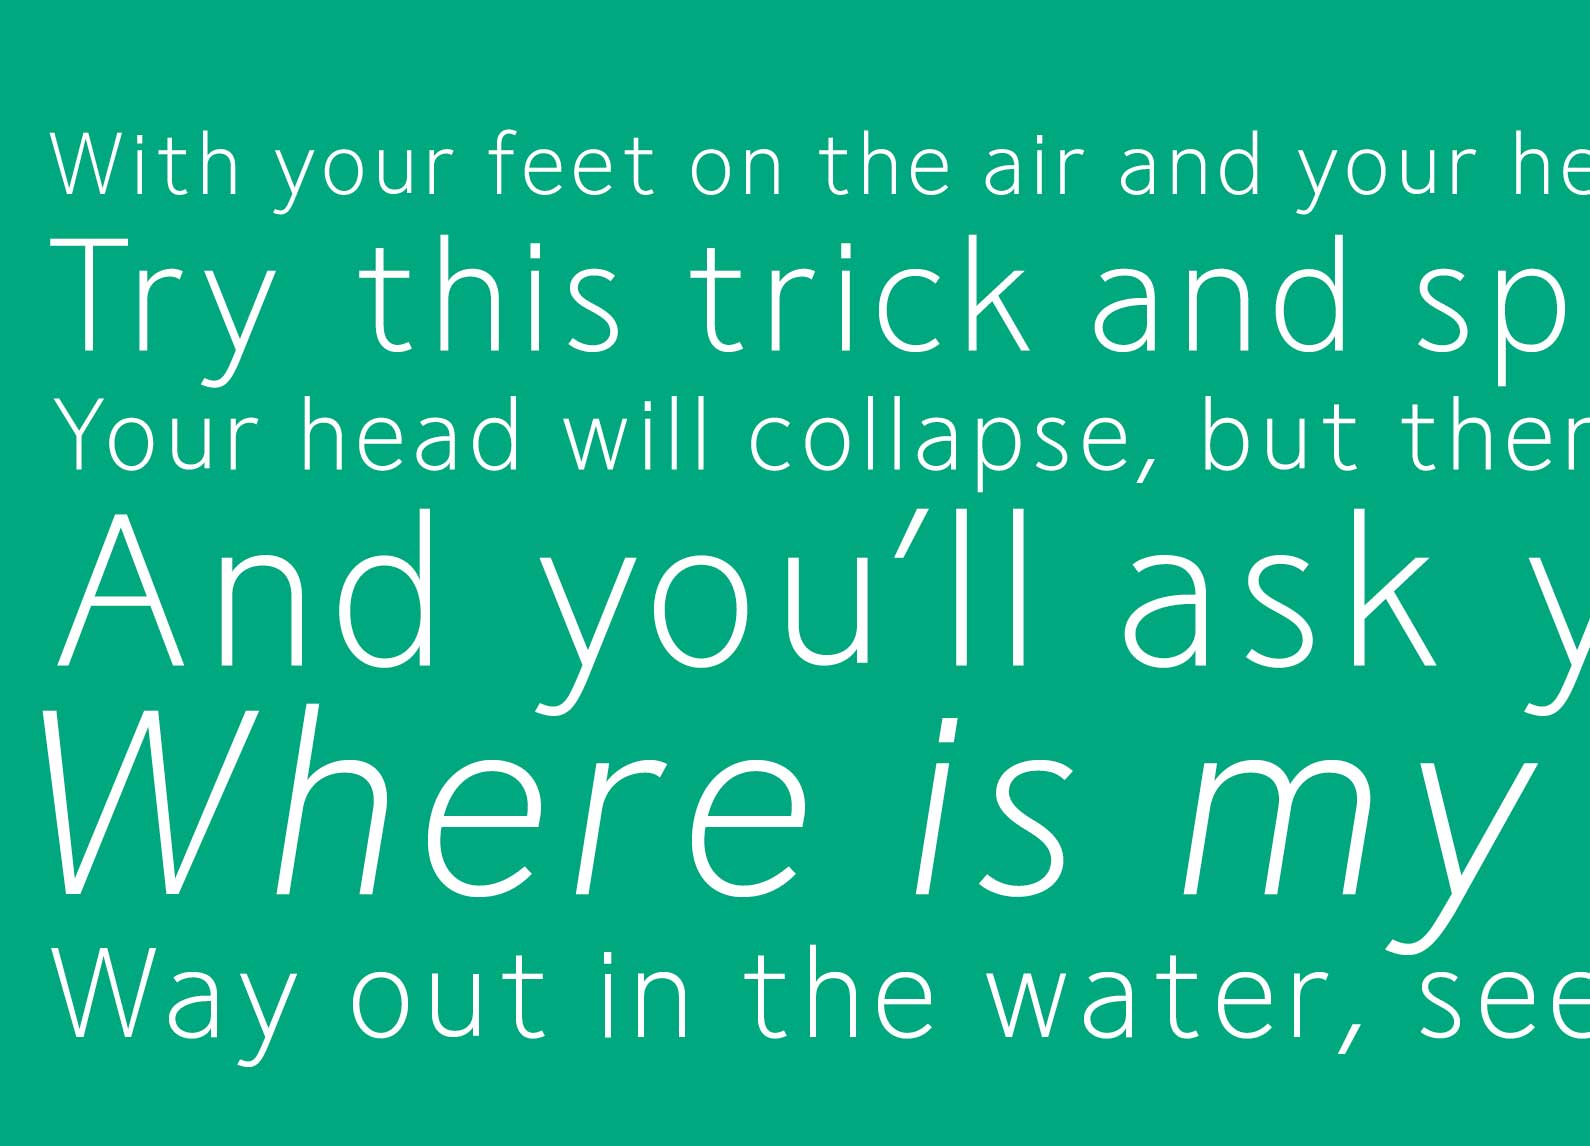 With your feet on the air and your he
Try this trick and sp
Your head will collapse, but ther
And you’ll ask y
Where is my
Way out in the water, see